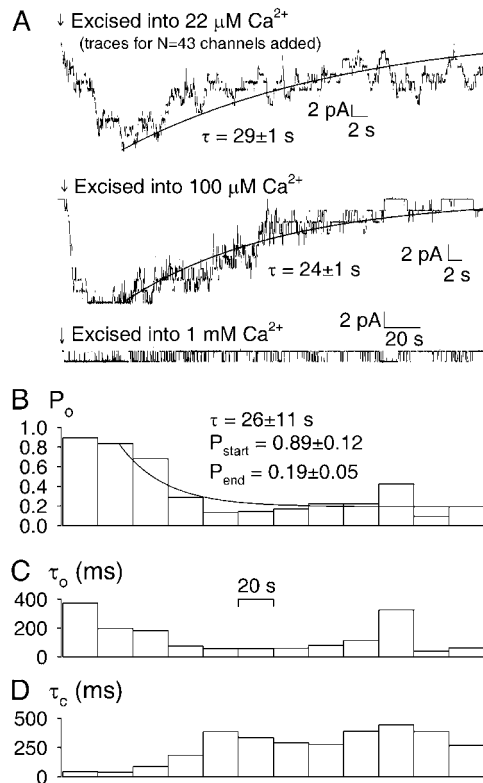 A
↓ Excised into 22 μM Ca²⁺
(traces for N=43 channels added)
2 pA
2 s
τ = 29±1 s
↓ Excised into 100 μM Ca²⁺
τ = 24±1 s
2 pA
2 s
↓ Excised into 1 mM Ca²⁺
2 pA
20 s
B Pₒ
τ = 26±11 s
P_start = 0.89±0.12
P_end = 0.19±0.05
1.0
0.8
0.6
0.4
0.2
0.0
C τₒ (ms)
20 s
400
200
0
D τ_c (ms)
500
250
0